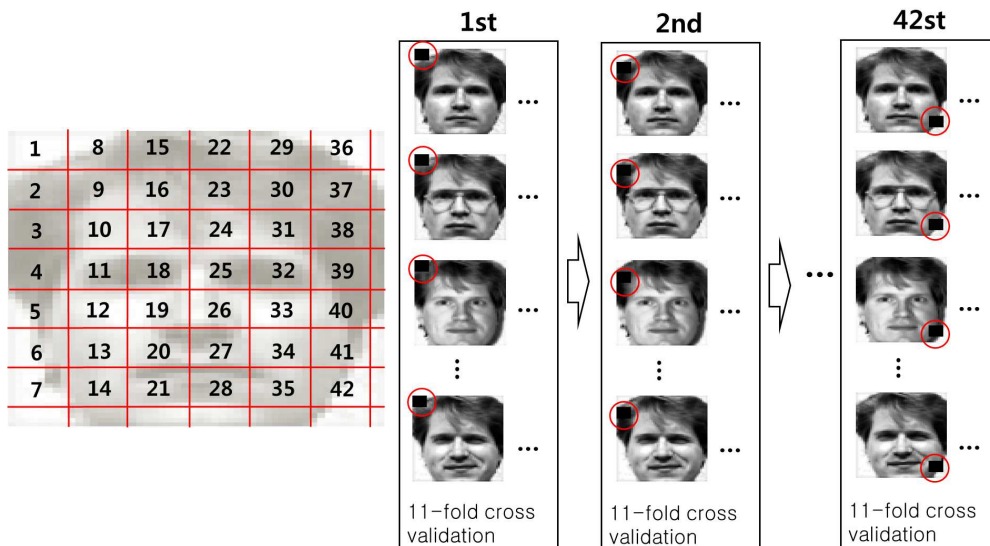 1st 2nd 42st
1 8 15 22 29 36
2 9 16 23 30 37
3 10 17 24 31 38
4 11 18 25 32 39
5 12 19 26 33 40
6 13 20 27 34 41
7 14 21 28 35 42
11-fold cross
validation
11-fold cross
validation
11-fold cross
validation